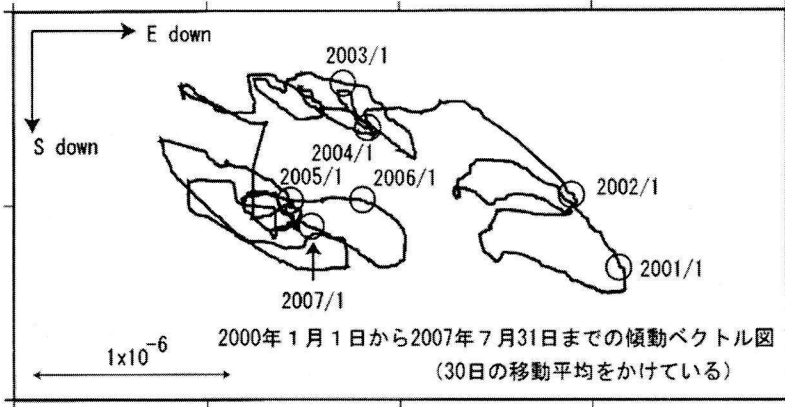 E down
2003/1
S down
2004/1
2005/1
2006/1
2002/1
2001/1
2007/1
2000年1月1日から2007年7月31日までの傾動ベクトル図
1x10-6
（30日の移動平均をかけている）